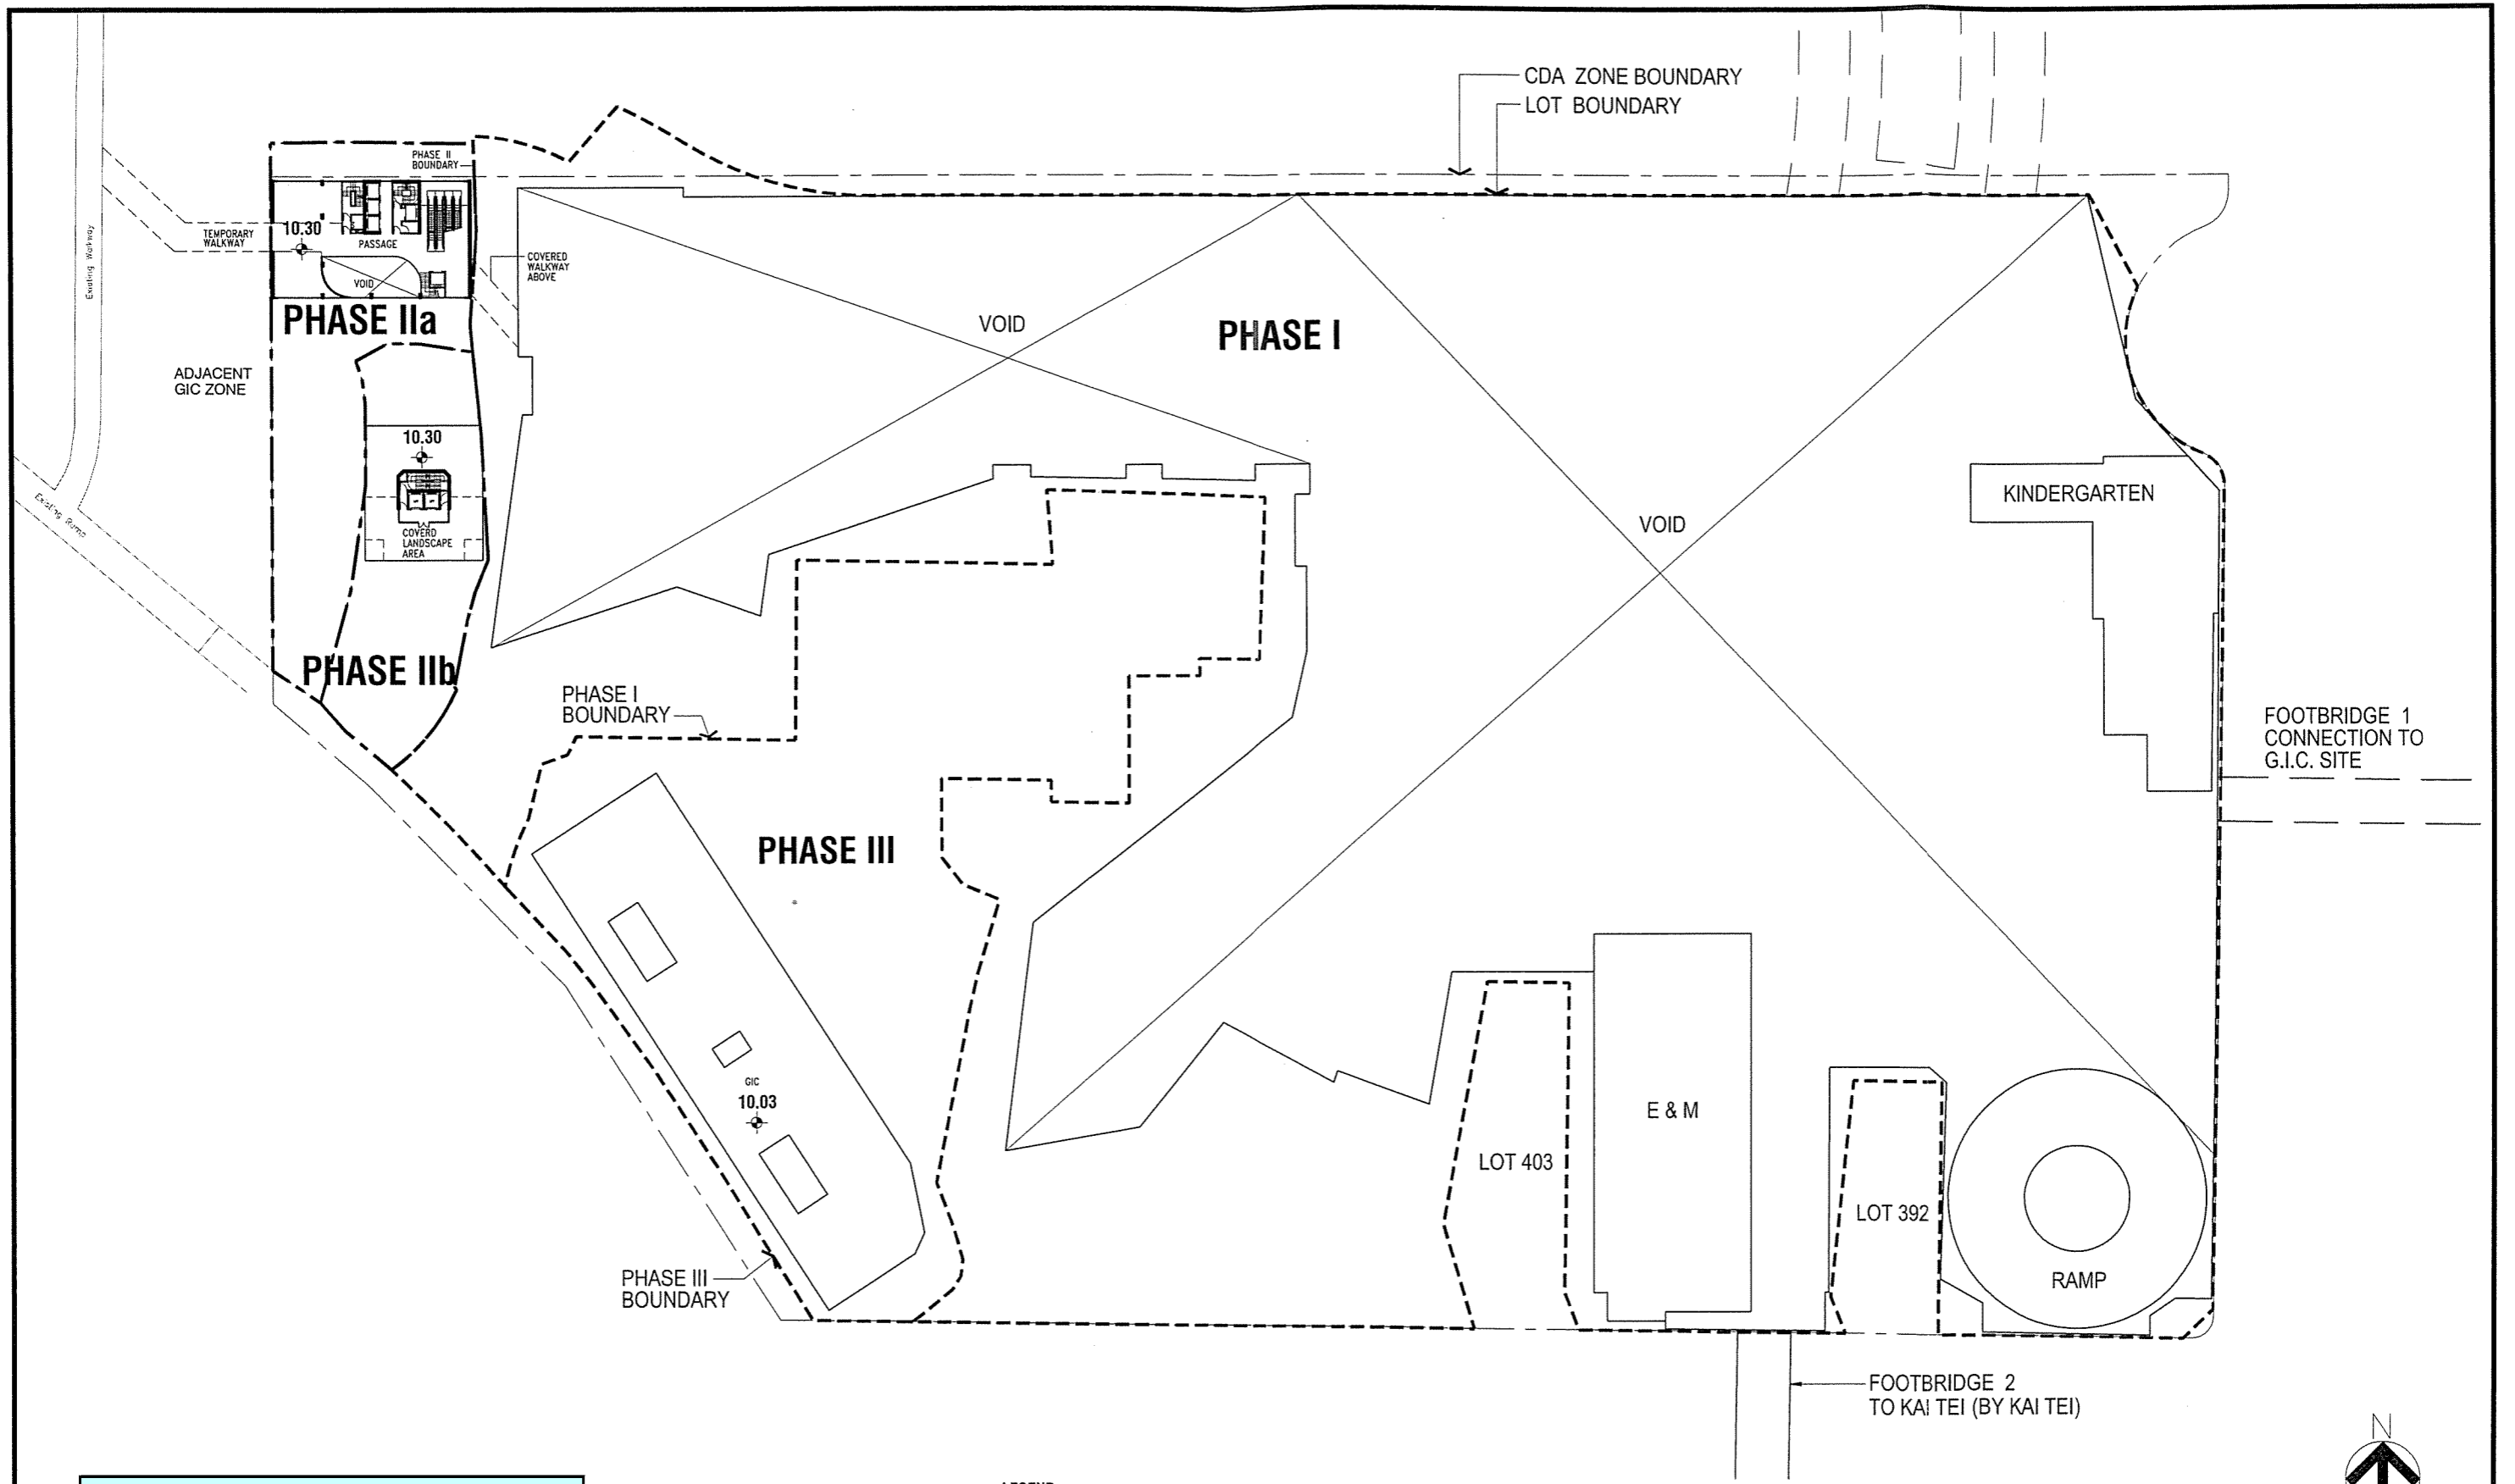 CDA ZONE BOUNDARY
LOT BOUNDARY
PHASE II
BOUNDARY
10.30
TEMPORARY
WALKWAY
PASSAGE
Existing Walkway
COVERED
WALKWAY
ABOVE
VOID
PHASE IIa
VOID
PHASE I
ADJACENT
GIC ZONE
10.30
KINDERGARTEN
Existing Ramp
VOID
COVERD
LANDSCAPE
AREA
PHASE IIb
PHASE I
BOUNDARY
FOOTBRIDGE 1
CONNECTION TO
G.I.C. SITE
PHASE III
GIC
10.03
E & M
LOT 403
LOT 392
PHASE III
BOUNDARY
RAMP
FOOTBRIDGE 2
TO KAI TEI (BY KAI TEI)
N